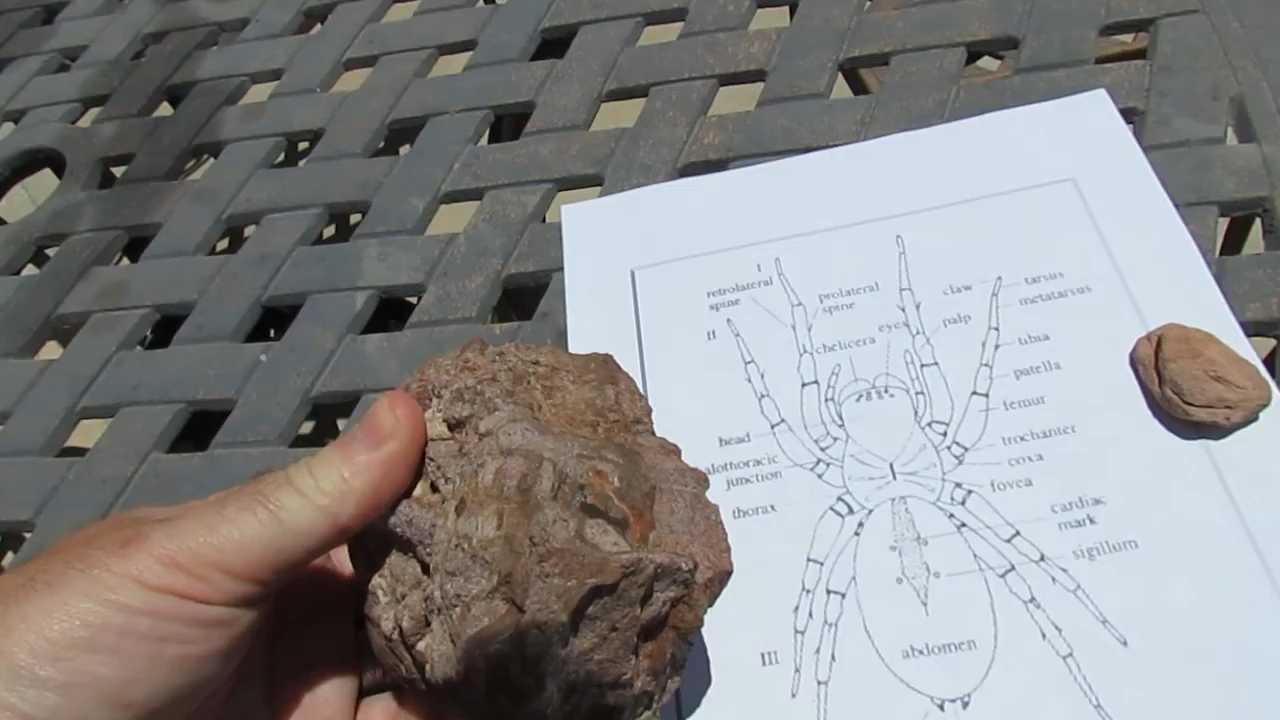 I
retrolateral
spine
prolateral
spine
claw
tarsus
metatarsus
II
eyes
palp
chelicera
tibia
patella
femur
head
trochanter
alothoracic
junction
coxa
fovea
thorax
cardiac
mark
sigillum
abdomen
III